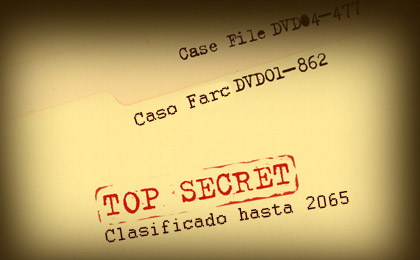 Case File DVD04-477
Caso Farc DVD01-862
TOP SECRET
Clasificado hasta 2065